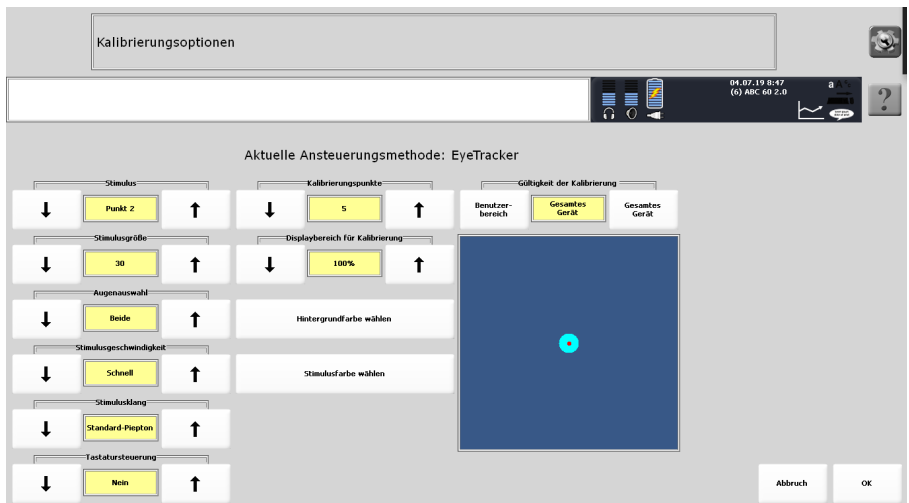 Kalibrierungsoptionen
04.07.19 8:47
(6) ABC 60 2.0
?
Aktuelle Ansteuerungsmethode: EyeTracker
Stimulus
Punkt 2
Kalibrierungspunkte
5
Gültigkeit der Kalibrierung
Benutzer-
bereich
Gesamtes
Gerät
Gesamtes
Gerät
Stimulusgröße
30
Displaybereich für Kalibrierung
100%
Augenauswahl
Beide
Hintergrundfarbe wählen
Stimulusgeschwindigkeit
Schnell
Stimulusfarbe wählen
Stimulusklang
Standard-Piepton
Tastatursteuerung
Nein
Abbruch
OK